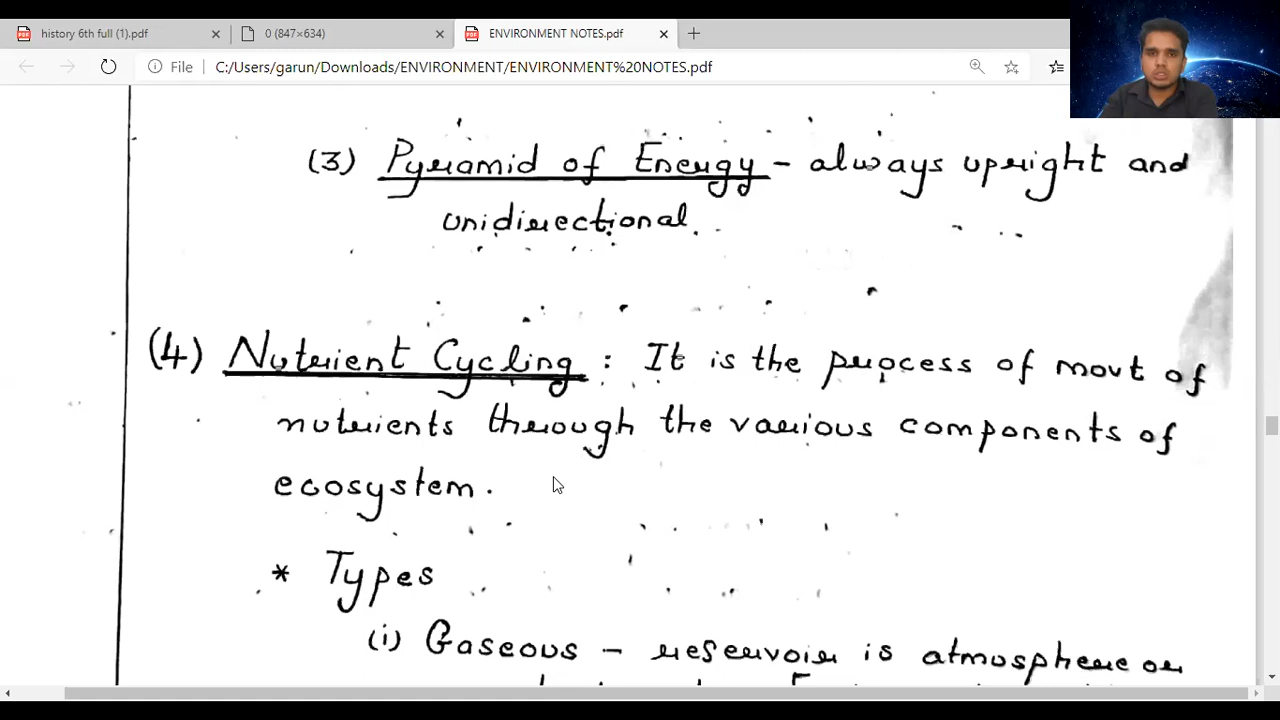 history 6th full (1).pdf
0 (847×634)
ENVIRONMENT NOTES.pdf
File
C:/Users/garun/Downloads/ENVIRONMENT/ENVIRONMENT%20NOTES.pdf
(3) Pyramid of Energy - always upright and
unidirectional.
(4) Nutrient Cycling : It is the process of movt of
nutrients through the various components of
ecosystem.
* Types
(i) Gaseous - reservoir is atmosphere or